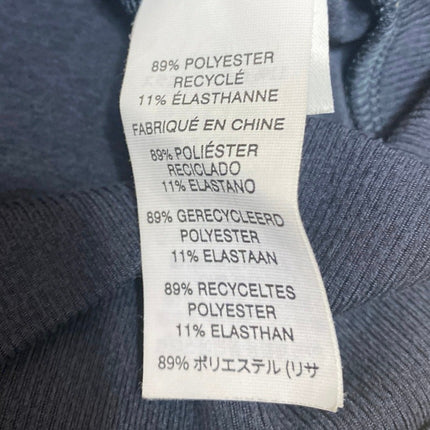 89% POLYESTER
RECYCLÉ
11% ÉLASTHANNE
FABRIQUÉ EN CHINE
89% POLIÉSTER
RECICLADO
11% ELASTANO
89% GERECYCLEERD
POLYESTER
11% ELASTAAN
89% RECYCELTES
POLYESTER
11% ELASTHAN
89% ポリエステル (リサ